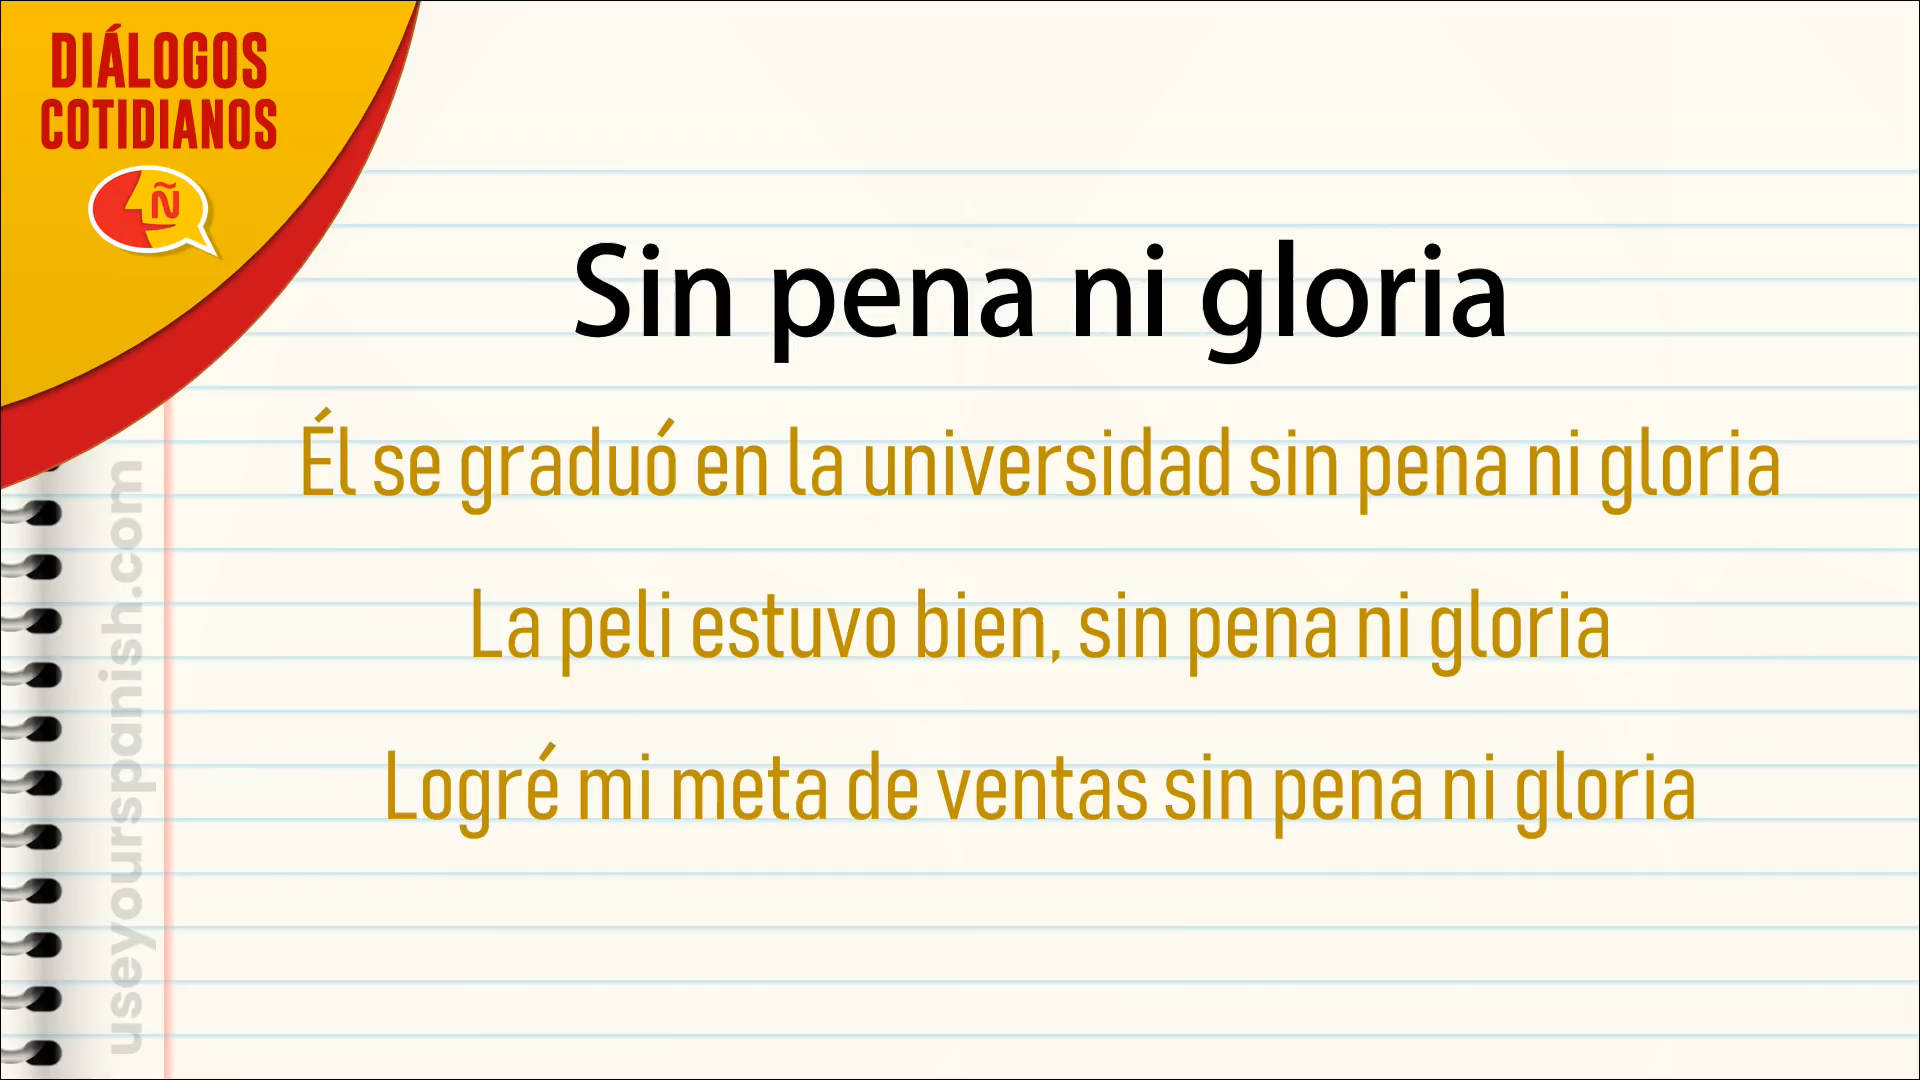 DIÁLOGOS
COTIDIANOS
Ñ
Sin pena ni gloria
Él se graduó en la universidad sin pena ni gloria
La peli estuvo bien, sin pena ni gloria
Logré mi meta de ventas sin pena ni gloria
useyourspanish.com